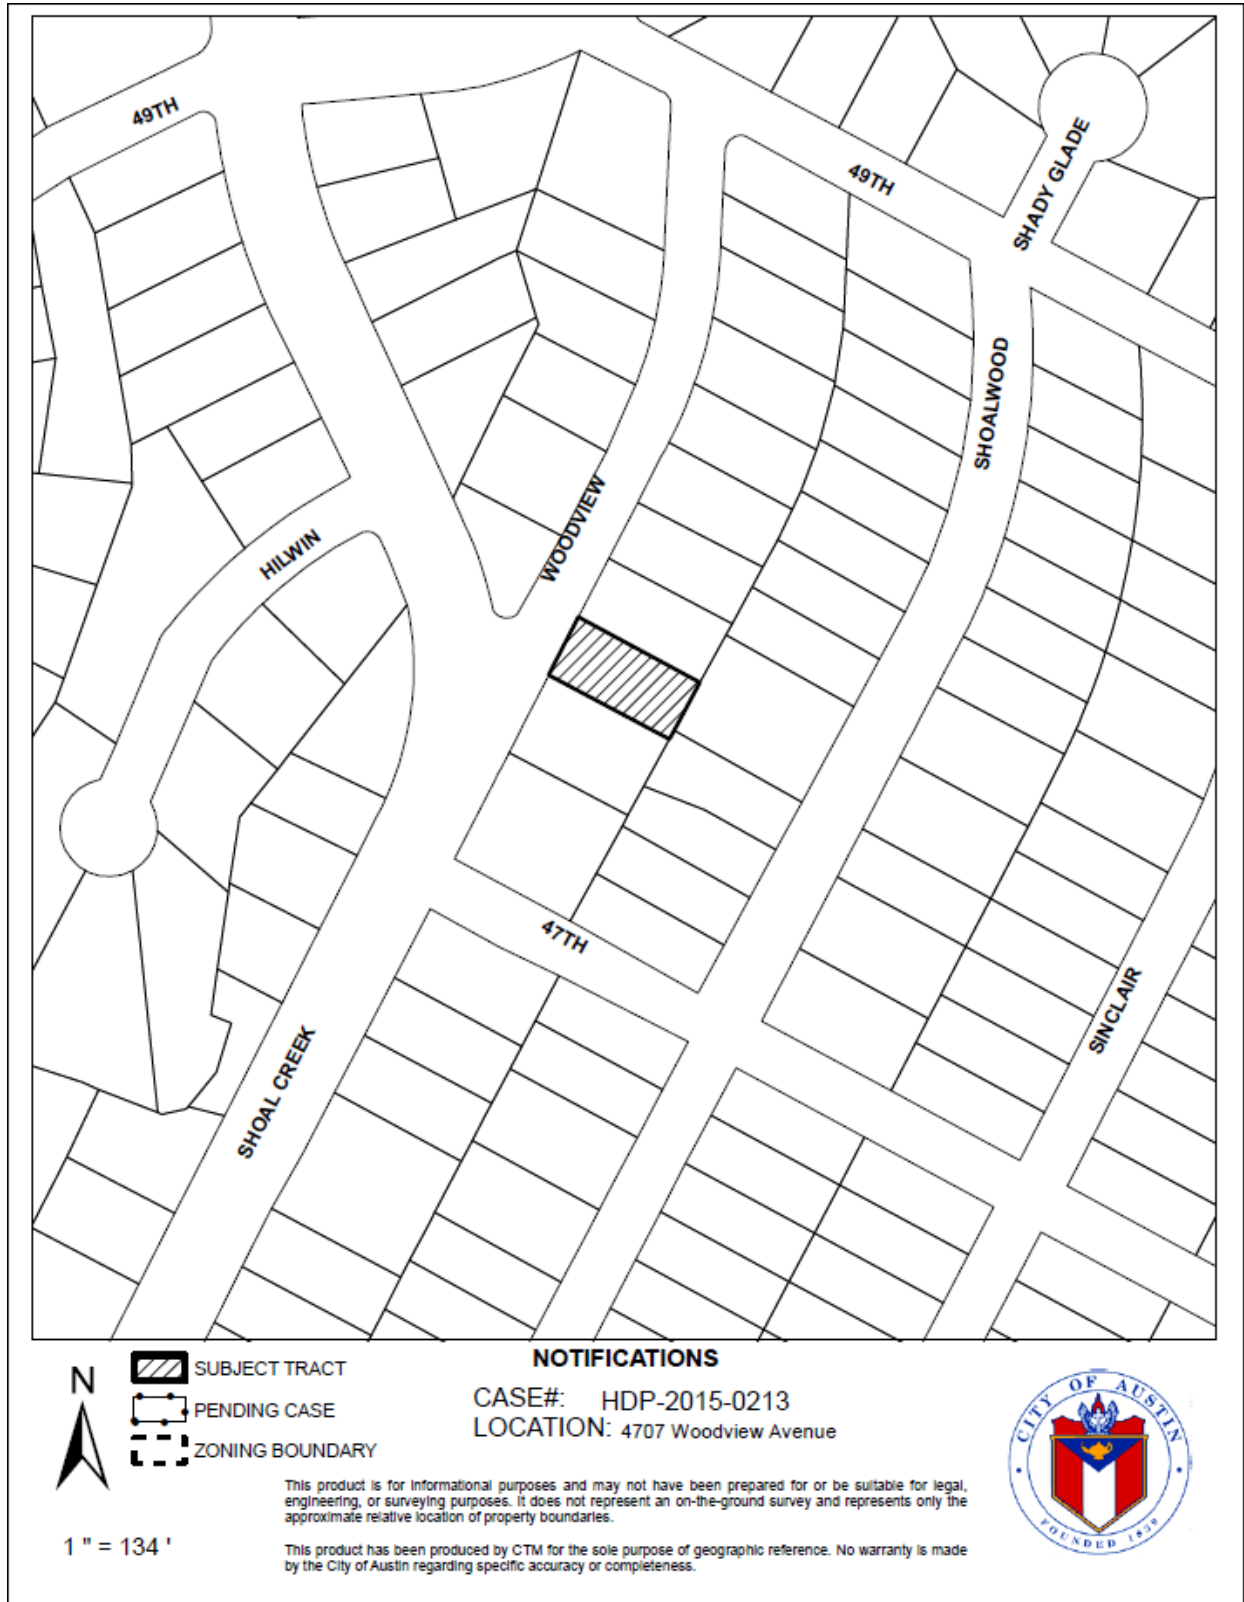 49TH
49TH
SHADY GLADE
SHOALWOOD
WOODVIEW
HILWIN
47TH
SINCLAIR
SHOAL CREEK
N
SUBJECT TRACT
PENDING CASE
ZONING BOUNDARY
1 " = 134 '
NOTIFICATIONS
CASE#: HDP-2015-0213
LOCATION: 4707 Woodview Avenue
This product is for informational purposes and may not have been prepared for or be suitable for legal,
engineering, or surveying purposes. It does not represent an on-the-ground survey and represents only the
approximate relative location of property boundaries.
This product has been produced by CTM for the sole purpose of geographic reference. No warranty is made
by the City of Austin regarding specific accuracy or completeness.
CITY OF AUSTIN
FOUNDED 1839